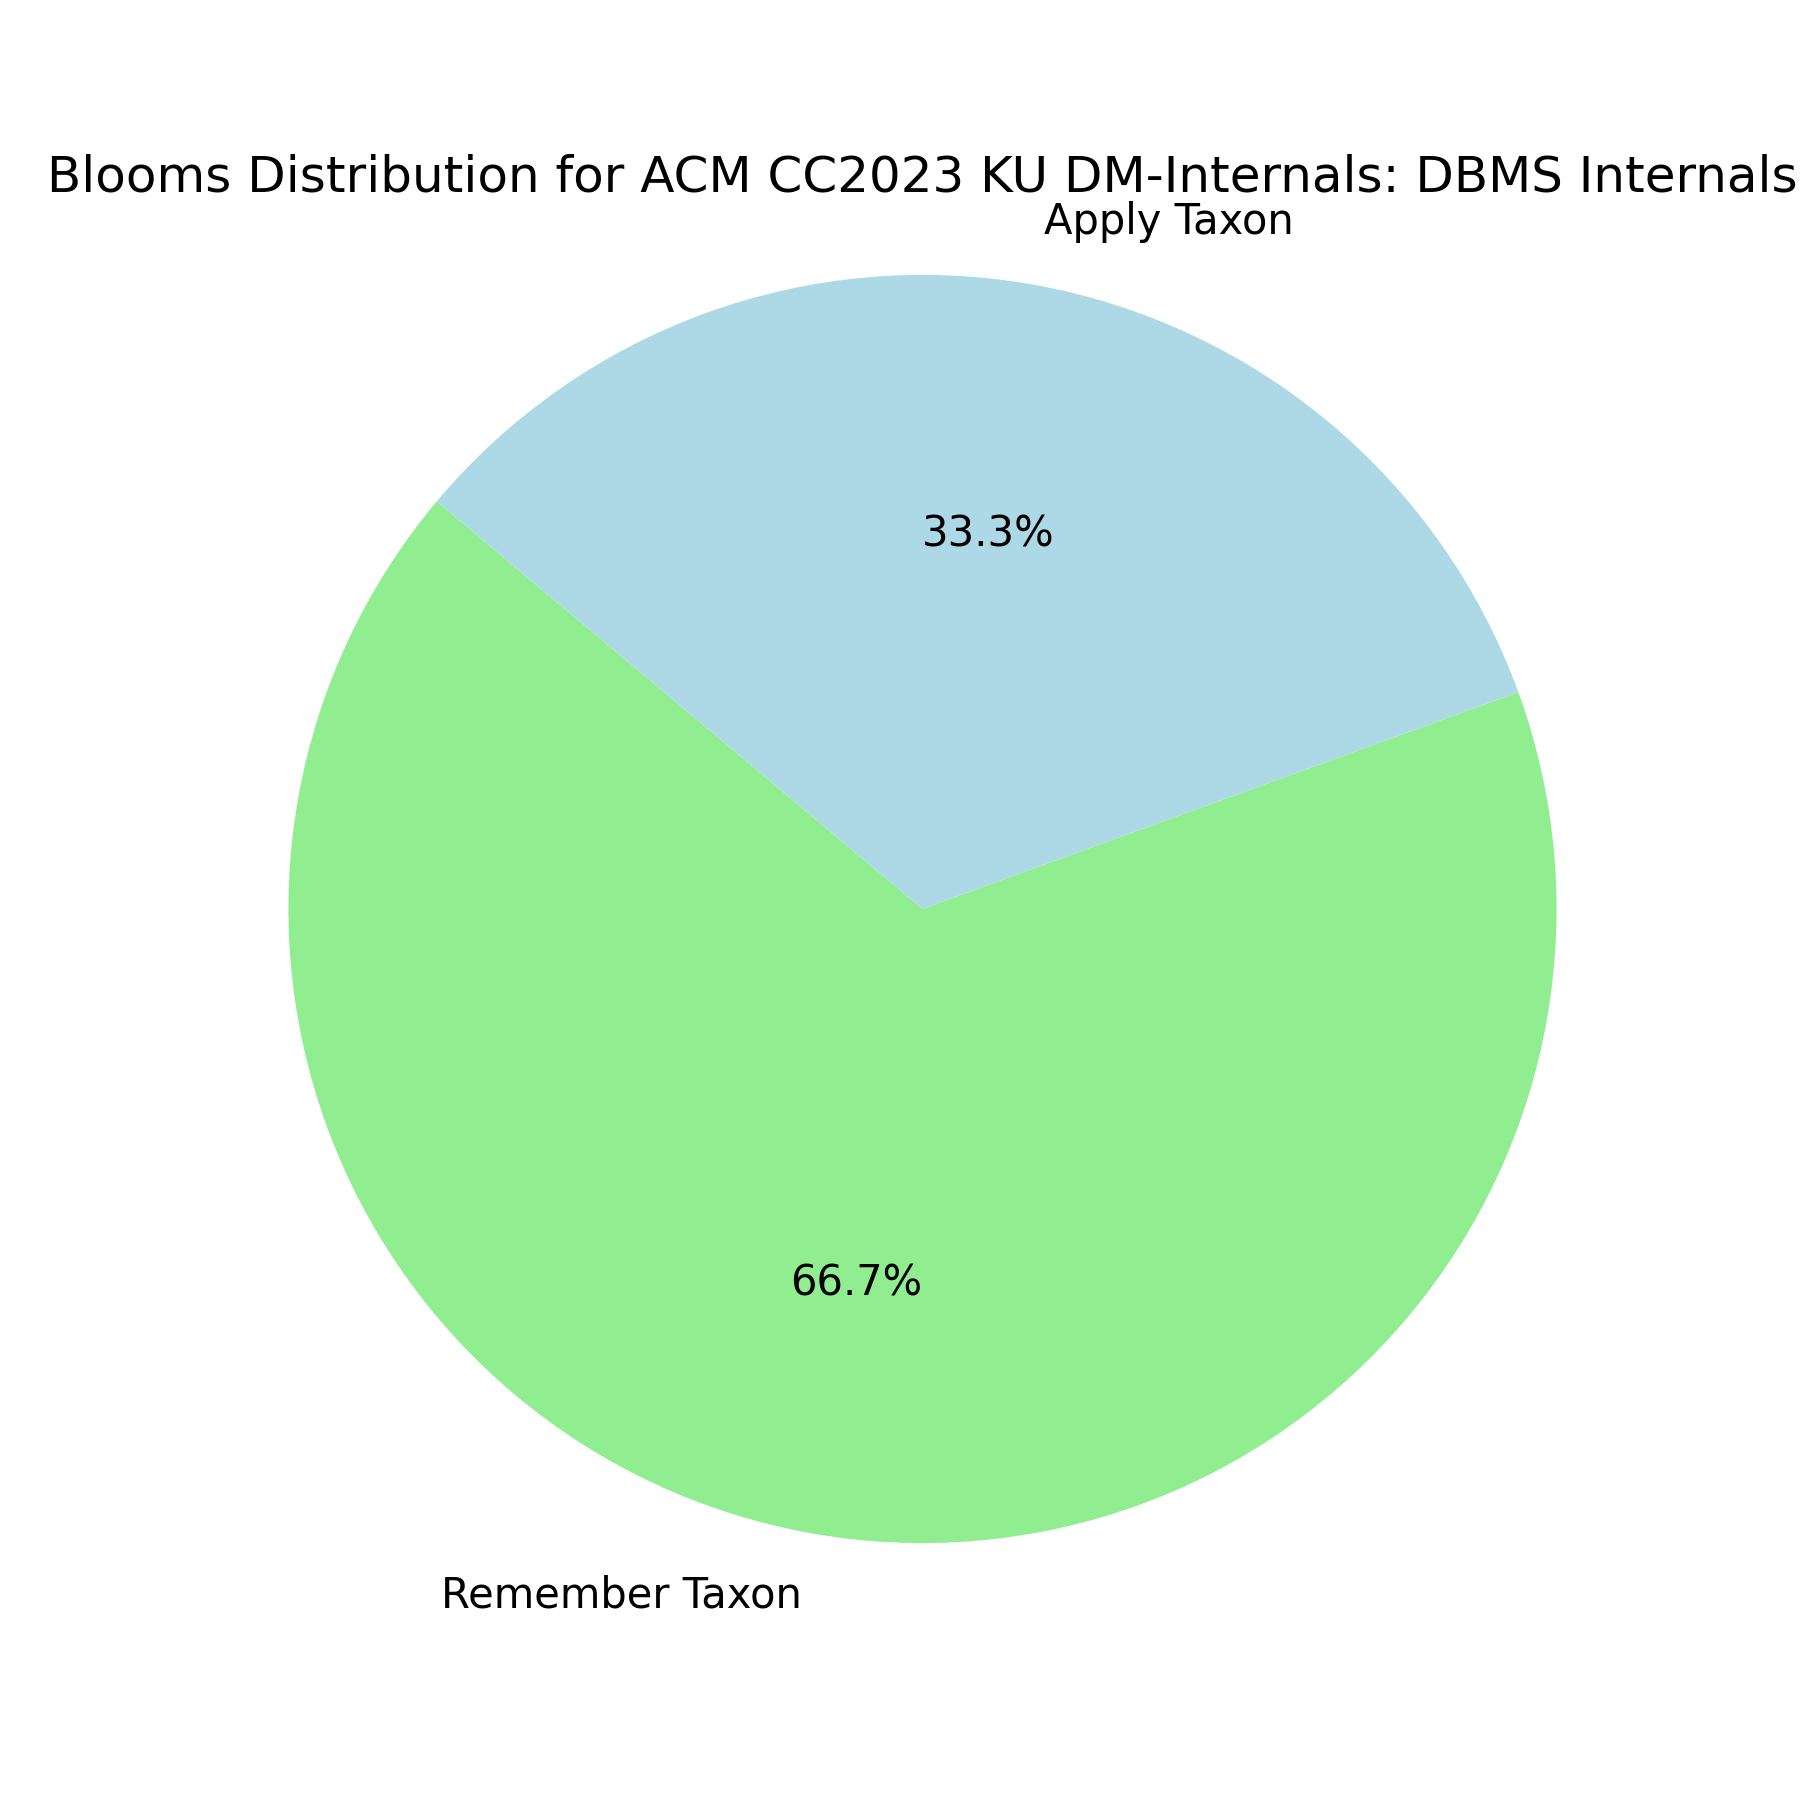 Blooms Distribution for ACM CC2023 KU DM-Internals: DBMS Internals
Apply Taxon
33.3%
66.7%
Remember Taxon